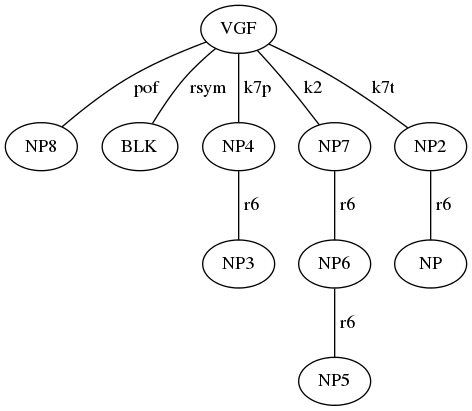 VGF
pof rsym k7p k2 k7t
NP8 BLK NP4 NP7 NP2
r6 r6 r6
NP3 NP6 NP
r6
NP5